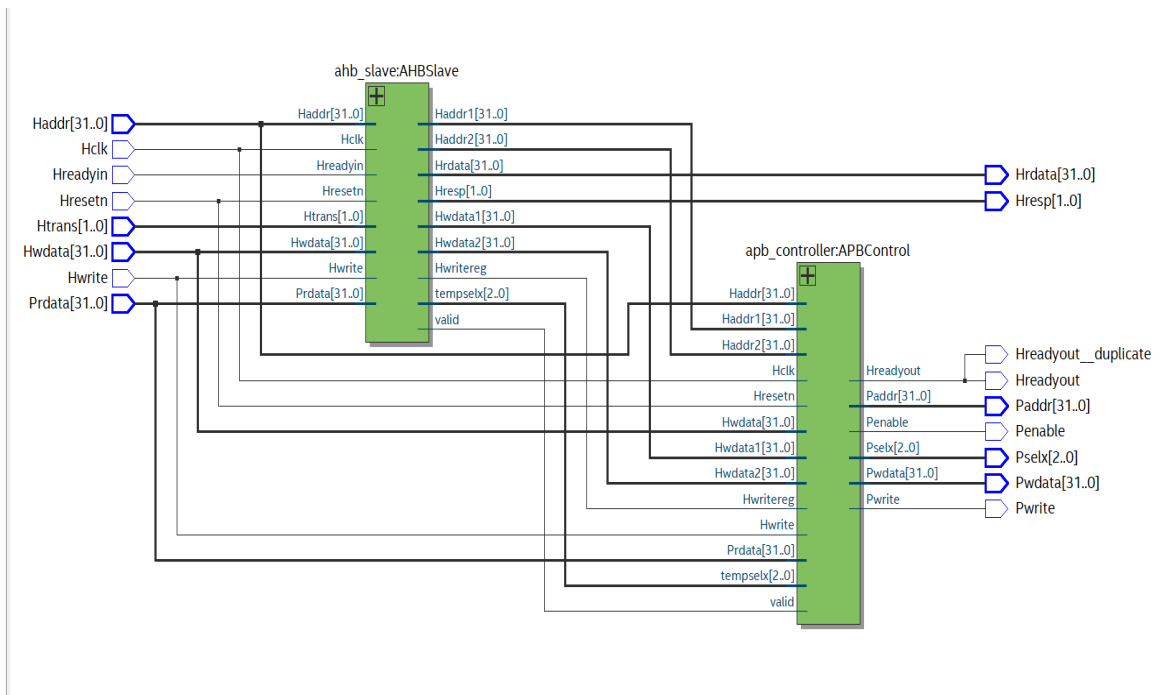 ahb_slave:AHBSlave
Haddr[31..0]
Hclk
Hreadyin
Hresetn
Htrans[1..0]
Hwdata[31..0]
Hwrite
Prdata[31..0]
Haddr[31..0]
Hclk
Hreadyin
Hresetn
Htrans[1..0]
Hwdata[31..0]
Hwrite
Prdata[31..0]
Haddr1[31..0]
Haddr2[31..0]
Hrdata[31..0]
Hresp[1..0]
Hwdata1[31..0]
Hwdata2[31..0]
Hwritereg
tempselx[2..0]
valid
Hrdata[31..0]
Hresp[1..0]
apb_controller:APBControl
Haddr[31..0]
Haddr1[31..0]
Haddr2[31..0]
Hclk
Hresetn
Hwdata[31..0]
Hwdata1[31..0]
Hwdata2[31..0]
Hwritereg
Hwrite
Prdata[31..0]
tempselx[2..0]
valid
Hreadyout
Paddr[31..0]
Penable
Pselx[2..0]
Pwdata[31..0]
Pwrite
Hreadyout__duplicate
Hreadyout
Paddr[31..0]
Penable
Pselx[2..0]
Pwdata[31..0]
Pwrite